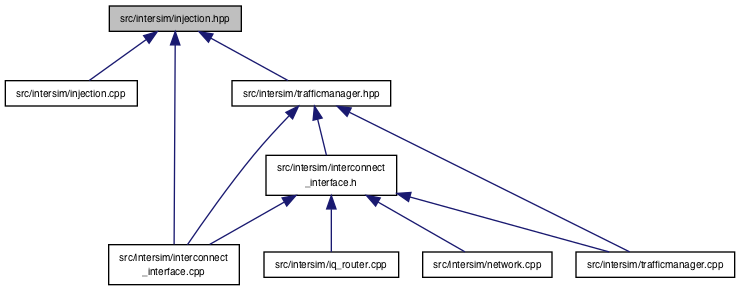 src/intersim/injection.hpp
src/intersim/injection.cpp
src/intersim/trafficmanager.hpp
src/intersim/interconnect
_interface.h
src/intersim/interconnect
_interface.cpp
src/intersim/iq_router.cpp
src/intersim/network.cpp
src/intersim/trafficmanager.cpp